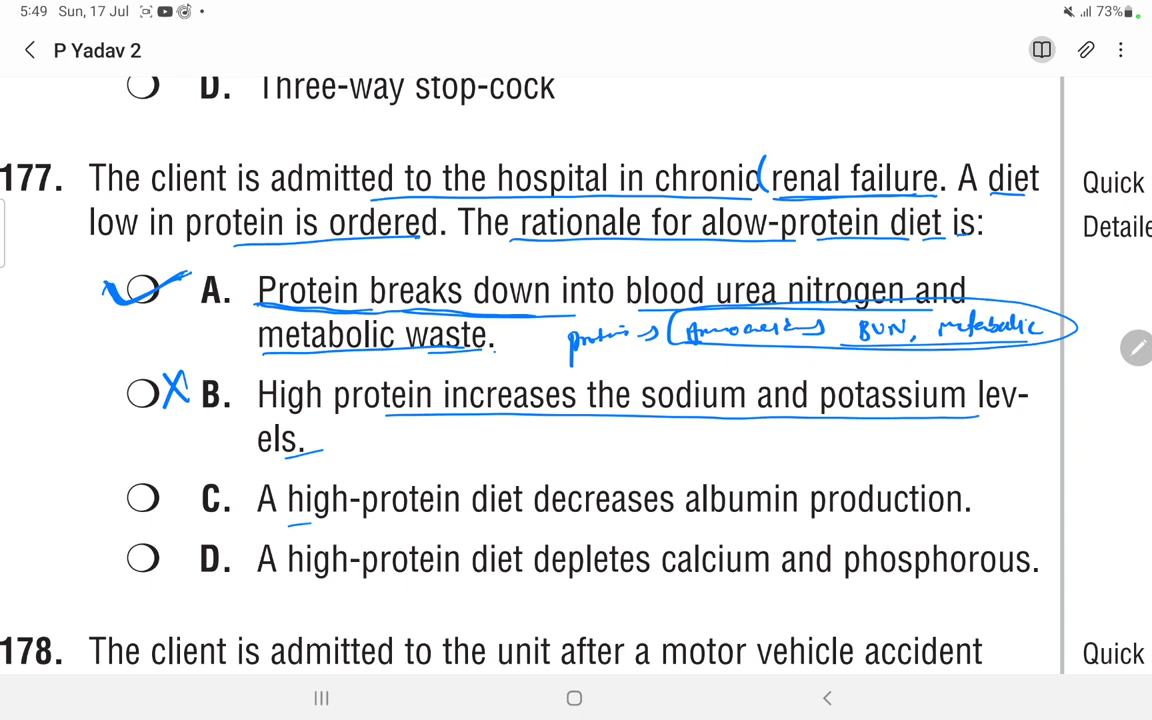 5:49 Sun, 17 Jul 73%
P Yadav 2
D. Three-way stop-cock
177. The client is admitted to the hospital in chronic renal failure. A diet Quick
low in protein is ordered. The rationale for alow-protein diet is: Detaile
A. Protein breaks down into blood urea nitrogen and
metabolic waste.
protein → BUN, metabolic
X B. High protein increases the sodium and potassium lev-
els.
C. A high-protein diet decreases albumin production.
D. A high-protein diet depletes calcium and phosphorous.
178. The client is admitted to the unit after a motor vehicle accident Quick